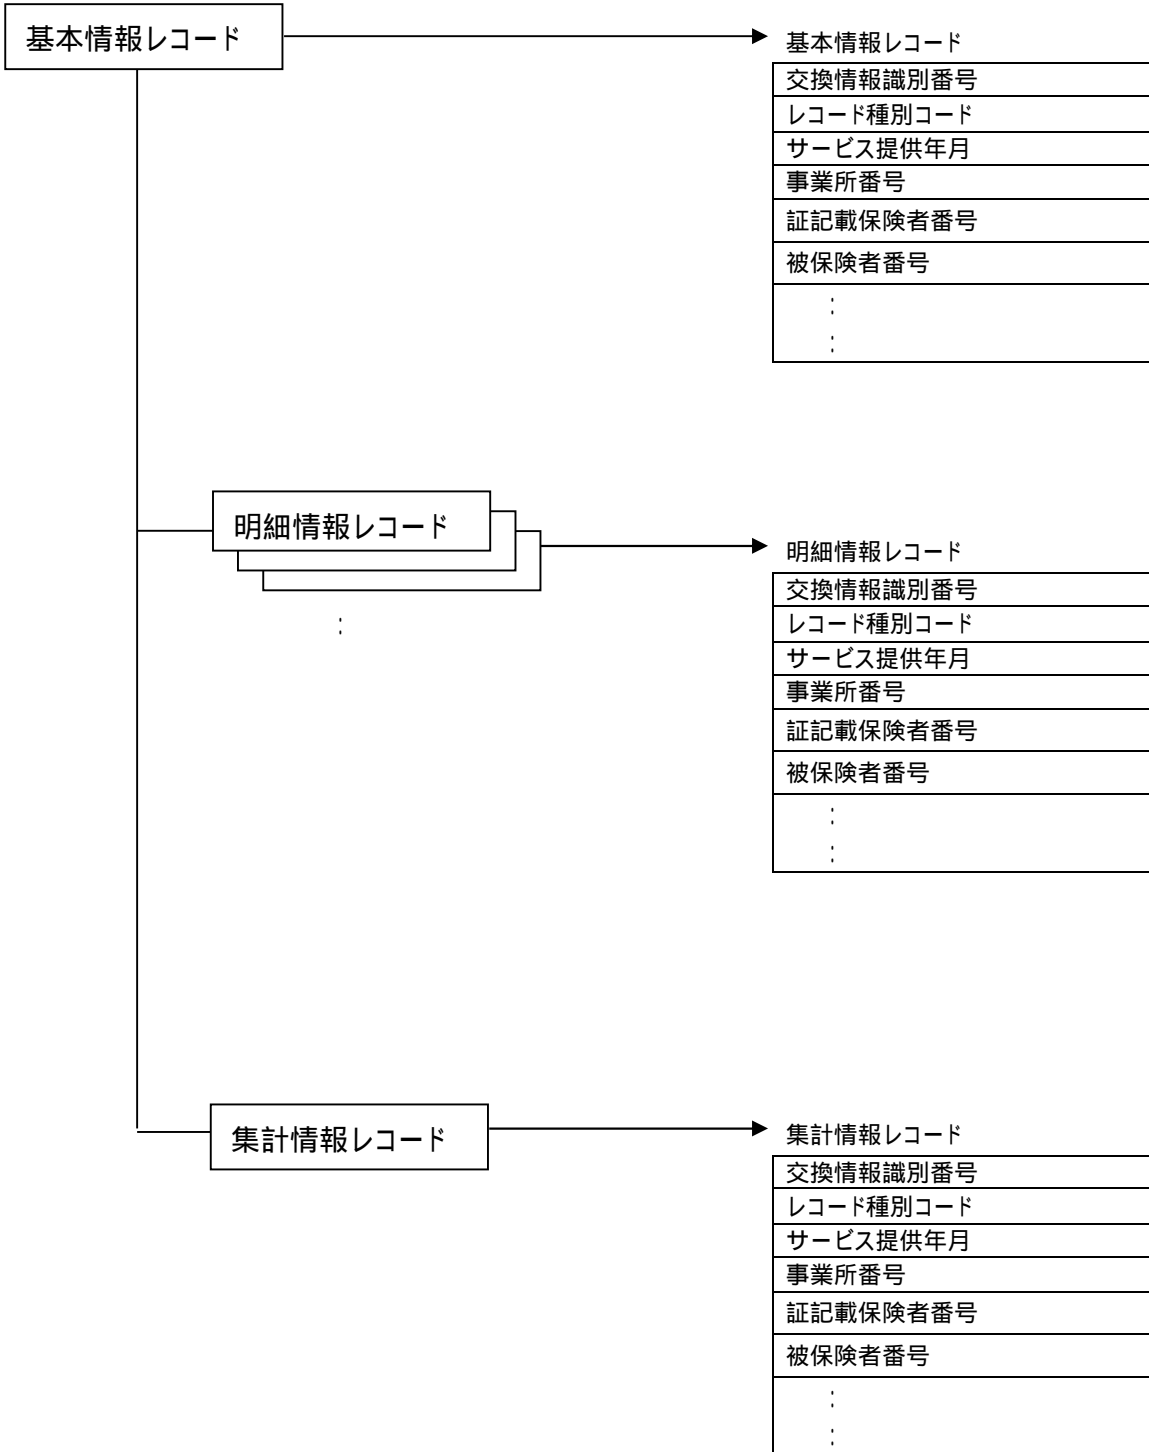 基本情報レコード
基本情報レコード
交換情報識別番号
レコード種別コード
サービス提供年月
事業所番号
証記載保険者番号
被保険者番号
:
:
明細情報レコード
:
明細情報レコード
交換情報識別番号
レコード種別コード
サービス提供年月
事業所番号
証記載保険者番号
被保険者番号
:
:
集計情報レコード
集計情報レコード
交換情報識別番号
レコード種別コード
サービス提供年月
事業所番号
証記載保険者番号
被保険者番号
:
: